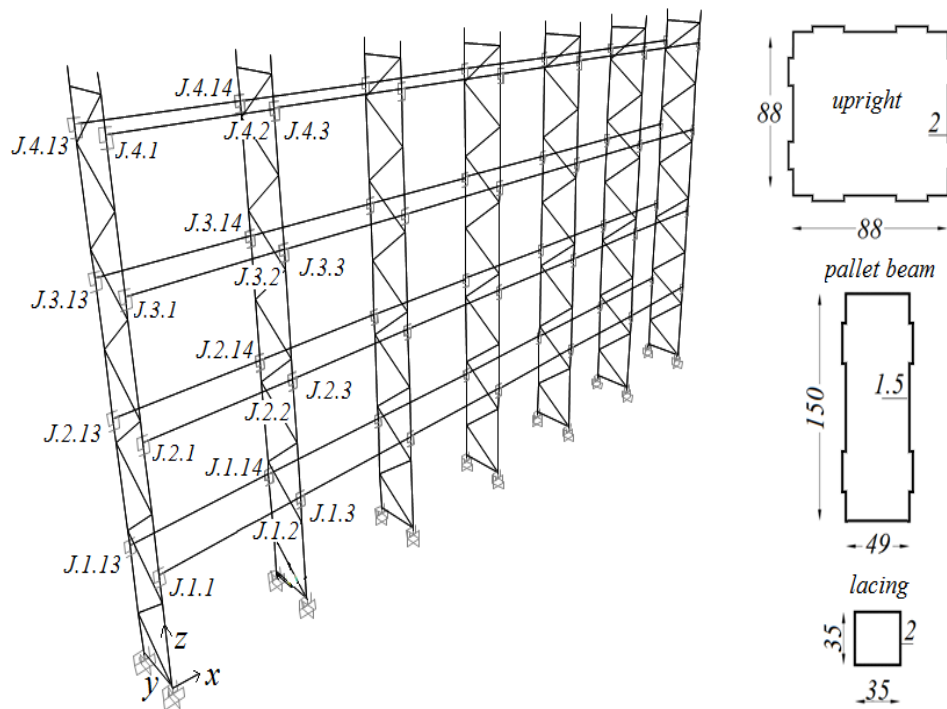 J.4.14
J.4.2
J.4.3
J.4.13
J.4.1
J.3.14
J.3.2
J.3.3
J.3.13
J.3.1
J.2.14
J.2.3
J.2.2
J.2.13
J.2.1
J.1.14
J.1.3
J.1.2
J.1.13
J.1.1
z
y
x
upright
88
2
88
pallet beam
150
1.5
49
lacing
35
2
35